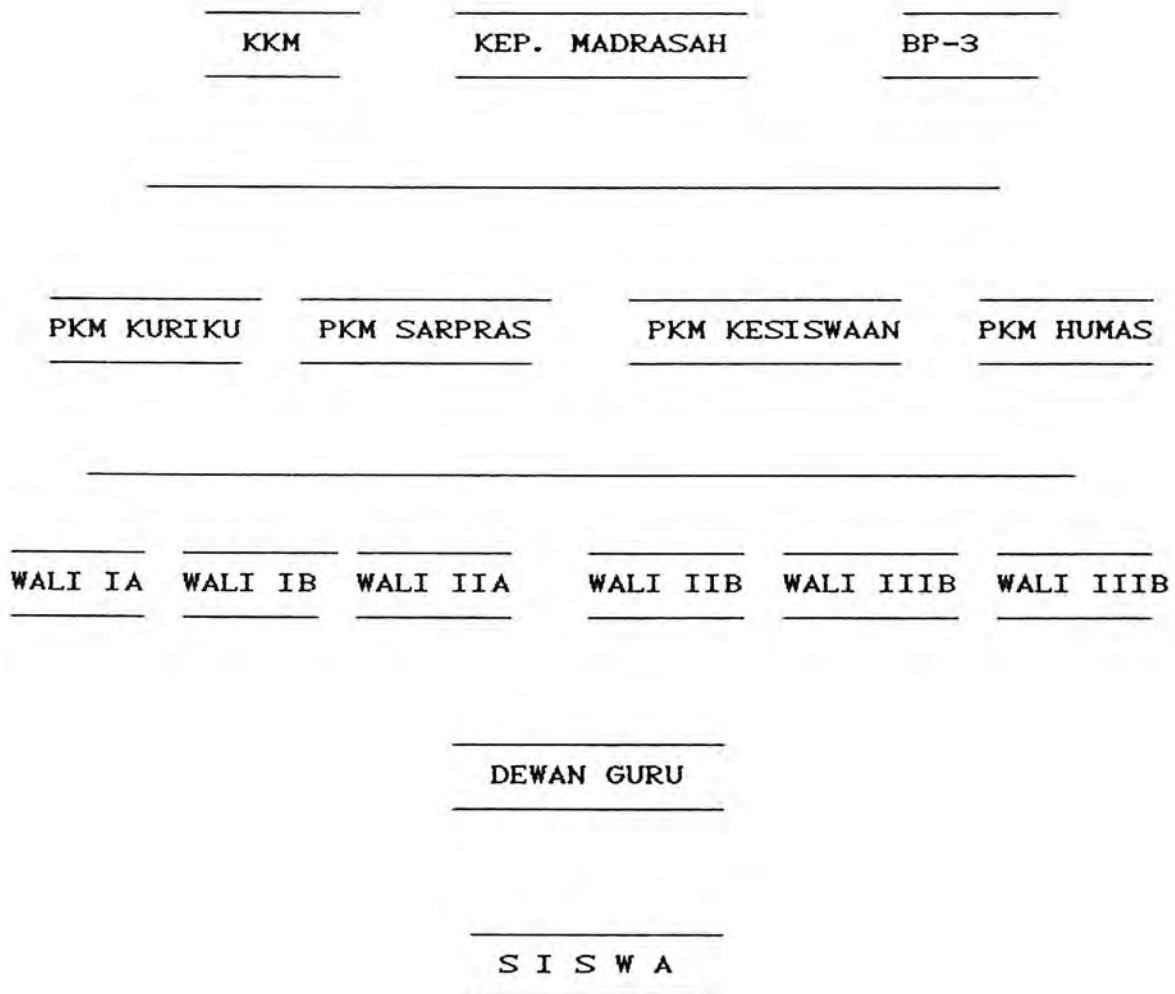 KKM KEP. MADRASAH BP-3
PKM KURIKU PKM SARPRAS PKM KESISWAAN PKM HUMAS
WALI IA WALI IB WALI IIA WALI IIB WALI IIIB WALI IIIB
DEWAN GURU
S I S W A